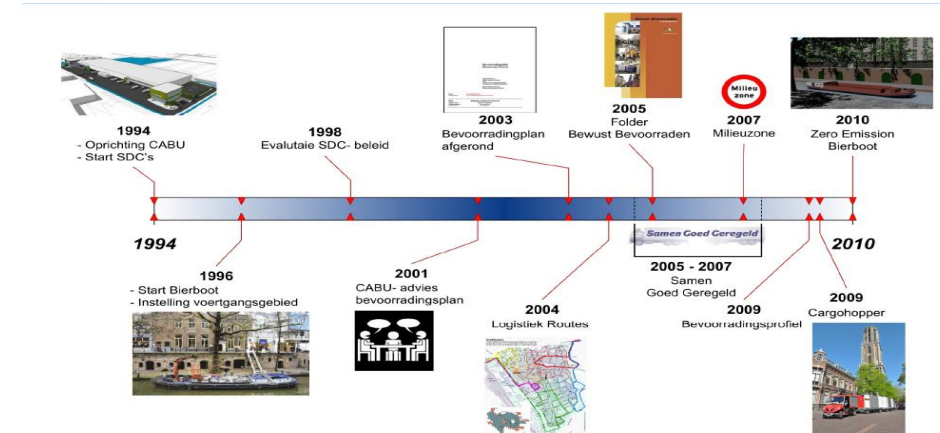 1994
- Oprichting CABU
- Start SDC's
1998
Evalutaie SDC- beleid
2003
Bevoorradingplan
afgerond
2005
Folder
Bewust Bevoorraden
Milieu
zone
2007
Milieuzone
2010
Zero Emission
Bierboot
1994
2010
Samen Goed Geregeld
1996
- Start Bierboot
- Instelling voertgangsgebied
2001
CABU- advies
bevoorradingsplan
2004
Logistiek Routes
2005 - 2007
Samen
Goed Geregeld
2009
Bevoorradingsprofiel
2009
Cargohopper